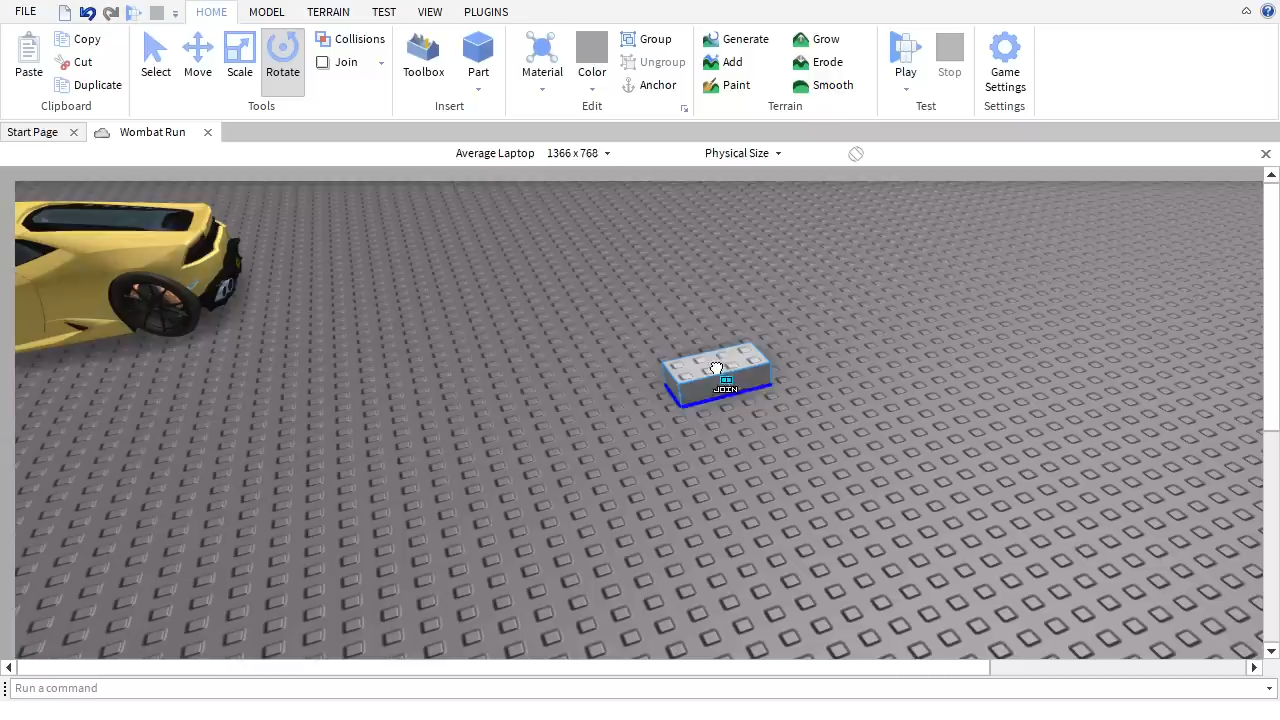 FILE HOME MODEL TERRAIN TEST VIEW PLUGINS
Copy Collisions Group Generate Grow
Cut Join Ungroup Add Erode
Paste Duplicate Select Move Scale Rotate Toolbox Part Material Color Anchor Paint Smooth Play Stop Game Settings
Clipboard Tools Insert Edit Terrain Test Settings
Start Page Wombat Run
Average Laptop 1366 x 768 Physical Size
JOIN
Run a command